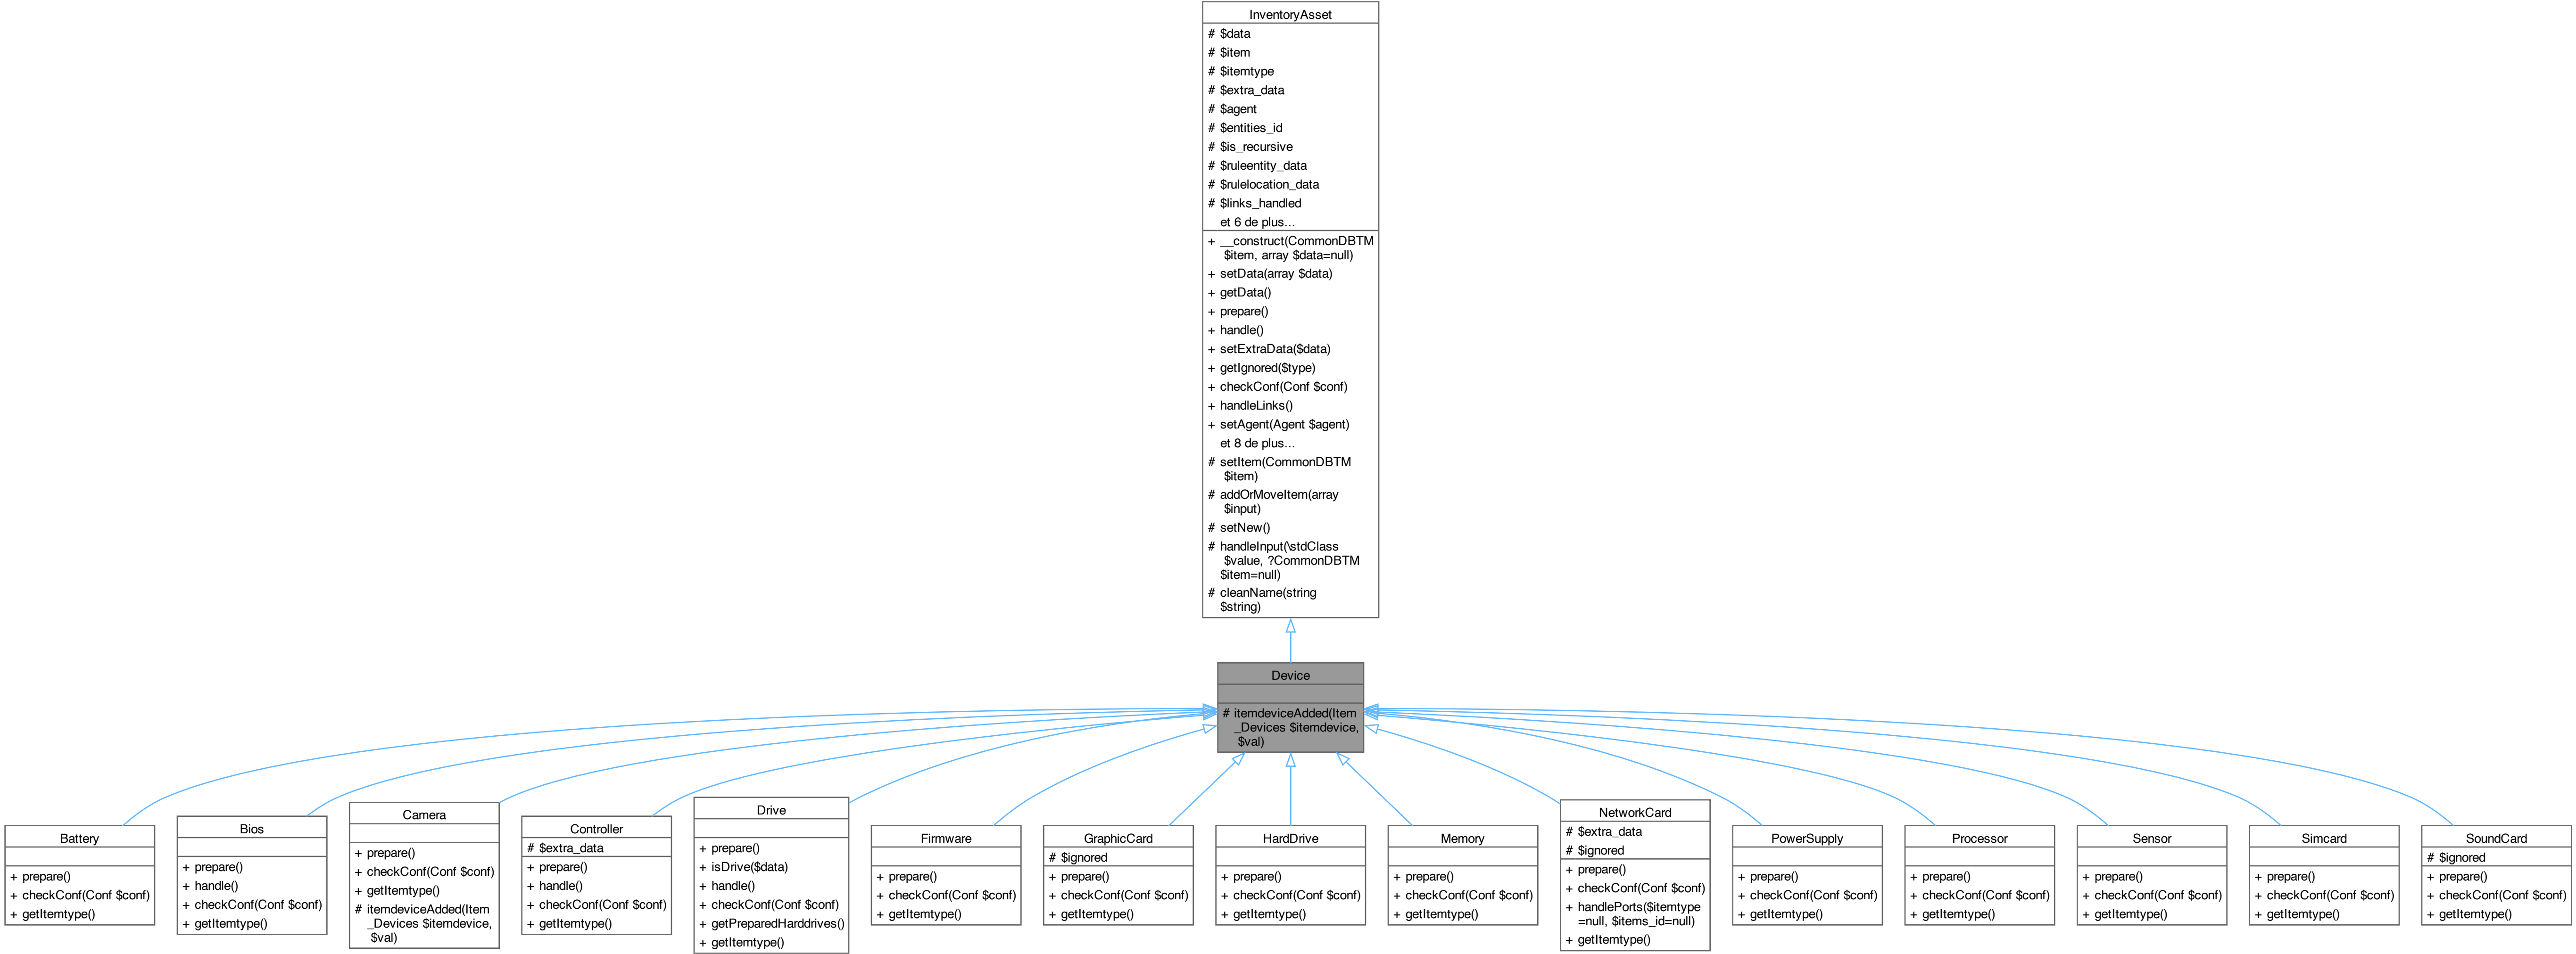 InventoryAsset
# $data
# $item
# $itemtype
# $extra_data
# $agent
# $entities_id
# $is_recursive
# $ruleentity_data
# $rulelocation_data
# $links_handled
et 6 de plus...
+ __construct(CommonDBTM
$item, array $data=null)
+ setData(array $data)
+ getData()
+ prepare()
+ handle()
+ setExtraData($data)
+ getIgnored($type)
+ checkConf(Conf $conf)
+ handleLinks()
+ setAgent(Agent $agent)
et 8 de plus...
# setItem(CommonDBTM
$item)
# addOrMoveItem(array
$input)
# setNew()
# handleInput(\stdClass
$value, ?CommonDBTM
$item=null)
# cleanName(string
$string)
Device
# itemdeviceAdded(Item
_Devices $itemdevice,
$val)
Battery
+ prepare()
+ checkConf(Conf $conf)
+ getItemtype()
Bios
+ prepare()
+ handle()
+ checkConf(Conf $conf)
+ getItemtype()
Camera
+ prepare()
+ checkConf(Conf $conf)
+ getItemtype()
# itemdeviceAdded(Item
_Devices $itemdevice,
$val)
Controller
# $extra_data
+ prepare()
+ handle()
+ checkConf(Conf $conf)
+ getItemtype()
Drive
+ prepare()
+ isDrive($data)
+ handle()
+ checkConf(Conf $conf)
+ getPreparedHarddrives()
+ getItemtype()
Firmware
+ prepare()
+ checkConf(Conf $conf)
+ getItemtype()
GraphicCard
# $ignored
+ prepare()
+ checkConf(Conf $conf)
+ getItemtype()
HardDrive
+ prepare()
+ checkConf(Conf $conf)
+ getItemtype()
Memory
+ prepare()
+ checkConf(Conf $conf)
+ getItemtype()
NetworkCard
# $extra_data
# $ignored
+ prepare()
+ checkConf(Conf $conf)
+ handlePorts($itemtype
=null, $items_id=null)
+ getItemtype()
PowerSupply
+ prepare()
+ checkConf(Conf $conf)
+ getItemtype()
Processor
+ prepare()
+ checkConf(Conf $conf)
+ getItemtype()
Sensor
+ prepare()
+ checkConf(Conf $conf)
+ getItemtype()
Simcard
+ prepare()
+ checkConf(Conf $conf)
+ getItemtype()
SoundCard
# $ignored
+ prepare()
+ checkConf(Conf $conf)
+ getItemtype()